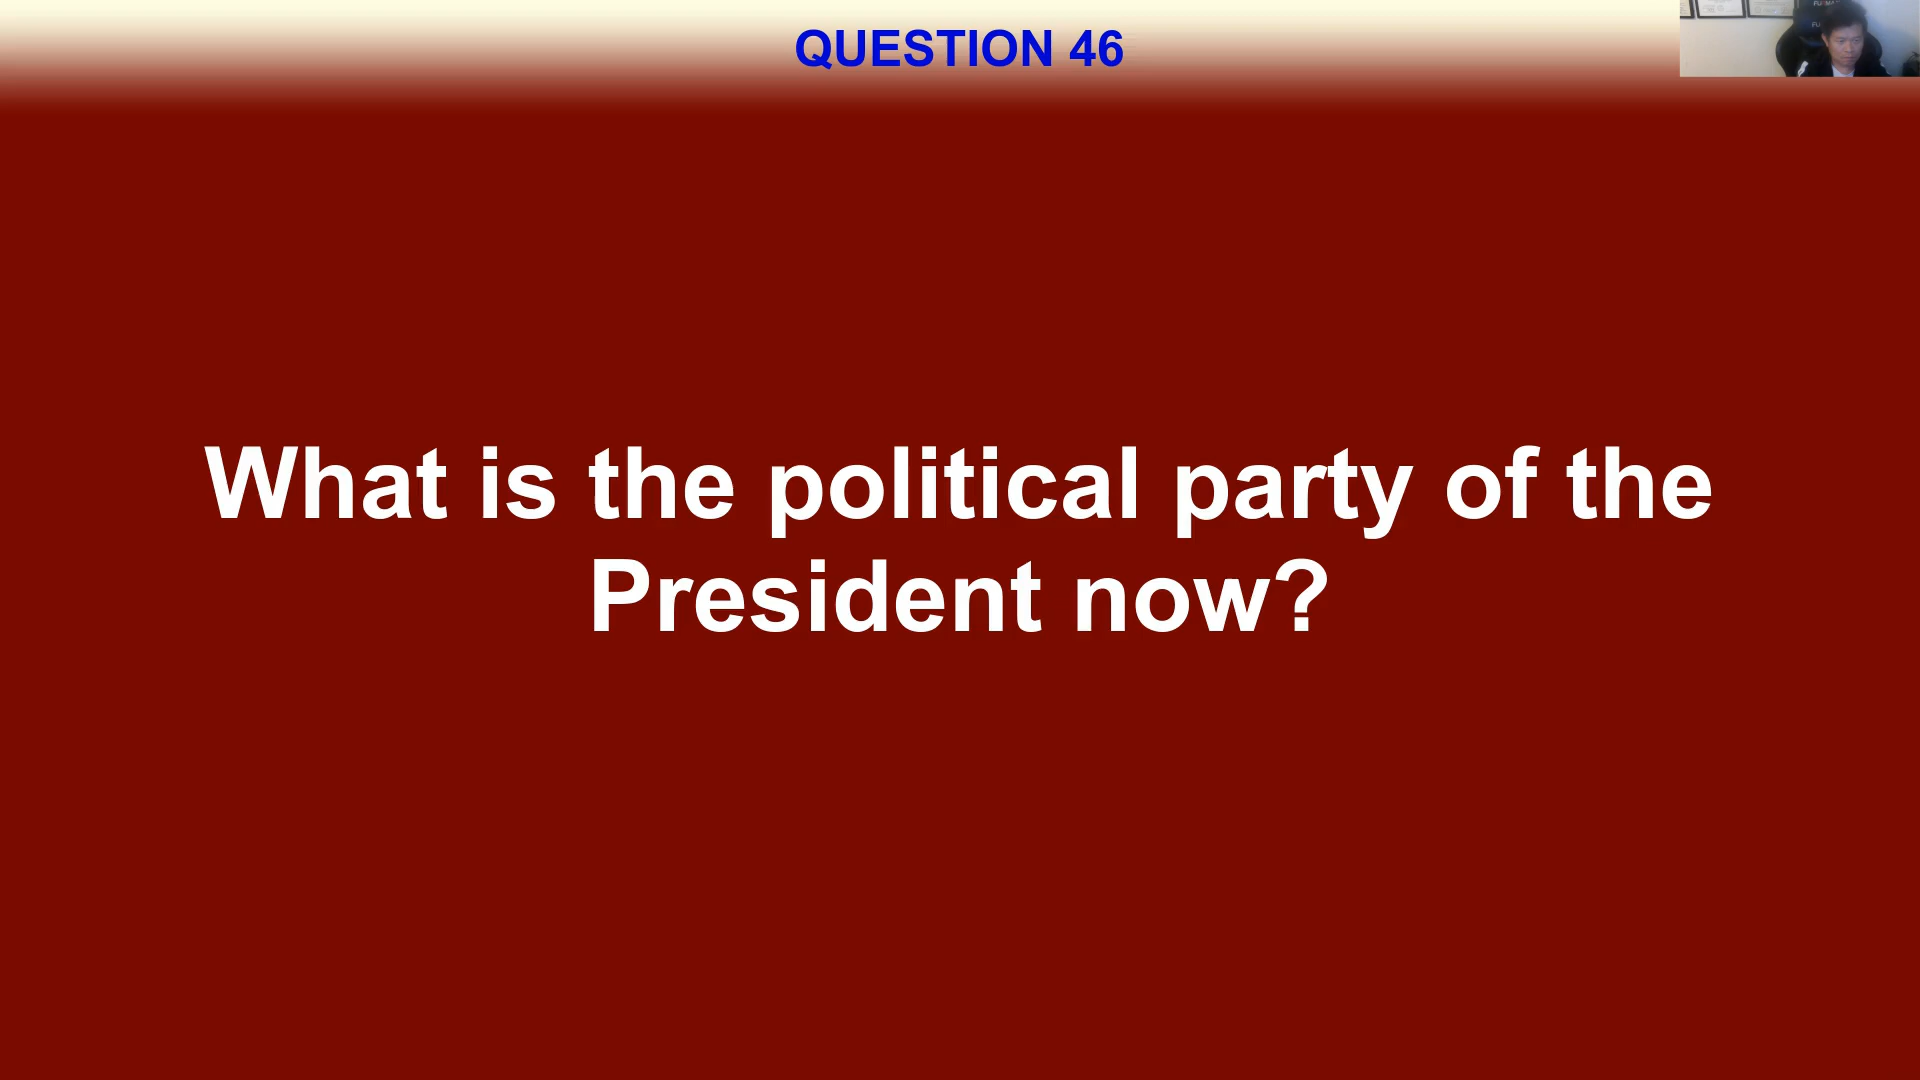 QUESTION 46
What is the political party of the
President now?